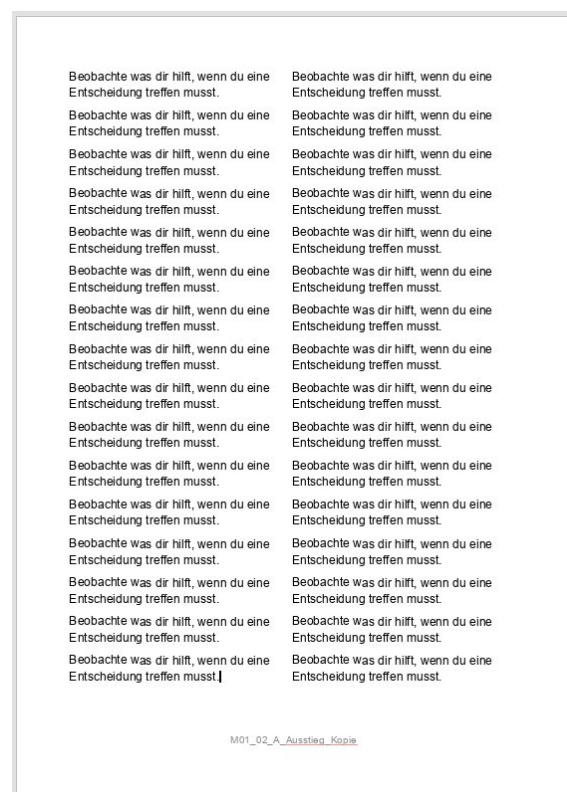 Beobachte was dir hilft, wenn du eine
Entscheidung treffen musst.
Beobachte was dir hilft, wenn du eine
Entscheidung treffen musst.
Beobachte was dir hilft, wenn du eine
Entscheidung treffen musst.
Beobachte was dir hilft, wenn du eine
Entscheidung treffen musst.
Beobachte was dir hilft, wenn du eine
Entscheidung treffen musst.
Beobachte was dir hilft, wenn du eine
Entscheidung treffen musst.
Beobachte was dir hilft, wenn du eine
Entscheidung treffen musst.
Beobachte was dir hilft, wenn du eine
Entscheidung treffen musst.
Beobachte was dir hilft, wenn du eine
Entscheidung treffen musst.
Beobachte was dir hilft, wenn du eine
Entscheidung treffen musst.
Beobachte was dir hilft, wenn du eine
Entscheidung treffen musst.
Beobachte was dir hilft, wenn du eine
Entscheidung treffen musst.
Beobachte was dir hilft, wenn du eine
Entscheidung treffen musst.
Beobachte was dir hilft, wenn du eine
Entscheidung treffen musst.
Beobachte was dir hilft, wenn du eine
Entscheidung treffen musst.
Beobachte was dir hilft, wenn du eine
Entscheidung treffen musst.
Beobachte was dir hilft, wenn du eine
Entscheidung treffen musst.
Beobachte was dir hilft, wenn du eine
Entscheidung treffen musst.
Beobachte was dir hilft, wenn du eine
Entscheidung treffen musst.
Beobachte was dir hilft, wenn du eine
Entscheidung treffen musst.
Beobachte was dir hilft, wenn du eine
Entscheidung treffen musst.
Beobachte was dir hilft, wenn du eine
Entscheidung treffen musst.
Beobachte was dir hilft, wenn du eine
Entscheidung treffen musst.
Beobachte was dir hilft, wenn du eine
Entscheidung treffen musst.
Beobachte was dir hilft, wenn du eine
Entscheidung treffen musst.
Beobachte was dir hilft, wenn du eine
Entscheidung treffen musst.
Beobachte was dir hilft, wenn du eine
Entscheidung treffen musst.
Beobachte was dir hilft, wenn du eine
Entscheidung treffen musst.
Beobachte was dir hilft, wenn du eine
Entscheidung treffen musst.
Beobachte was dir hilft, wenn du eine
Entscheidung treffen musst.
Beobachte was dir hilft, wenn du eine
Entscheidung treffen musst.
Beobachte was dir hilft, wenn du eine
Entscheidung treffen musst.
M01_02_A_Ausstieg_Kopie